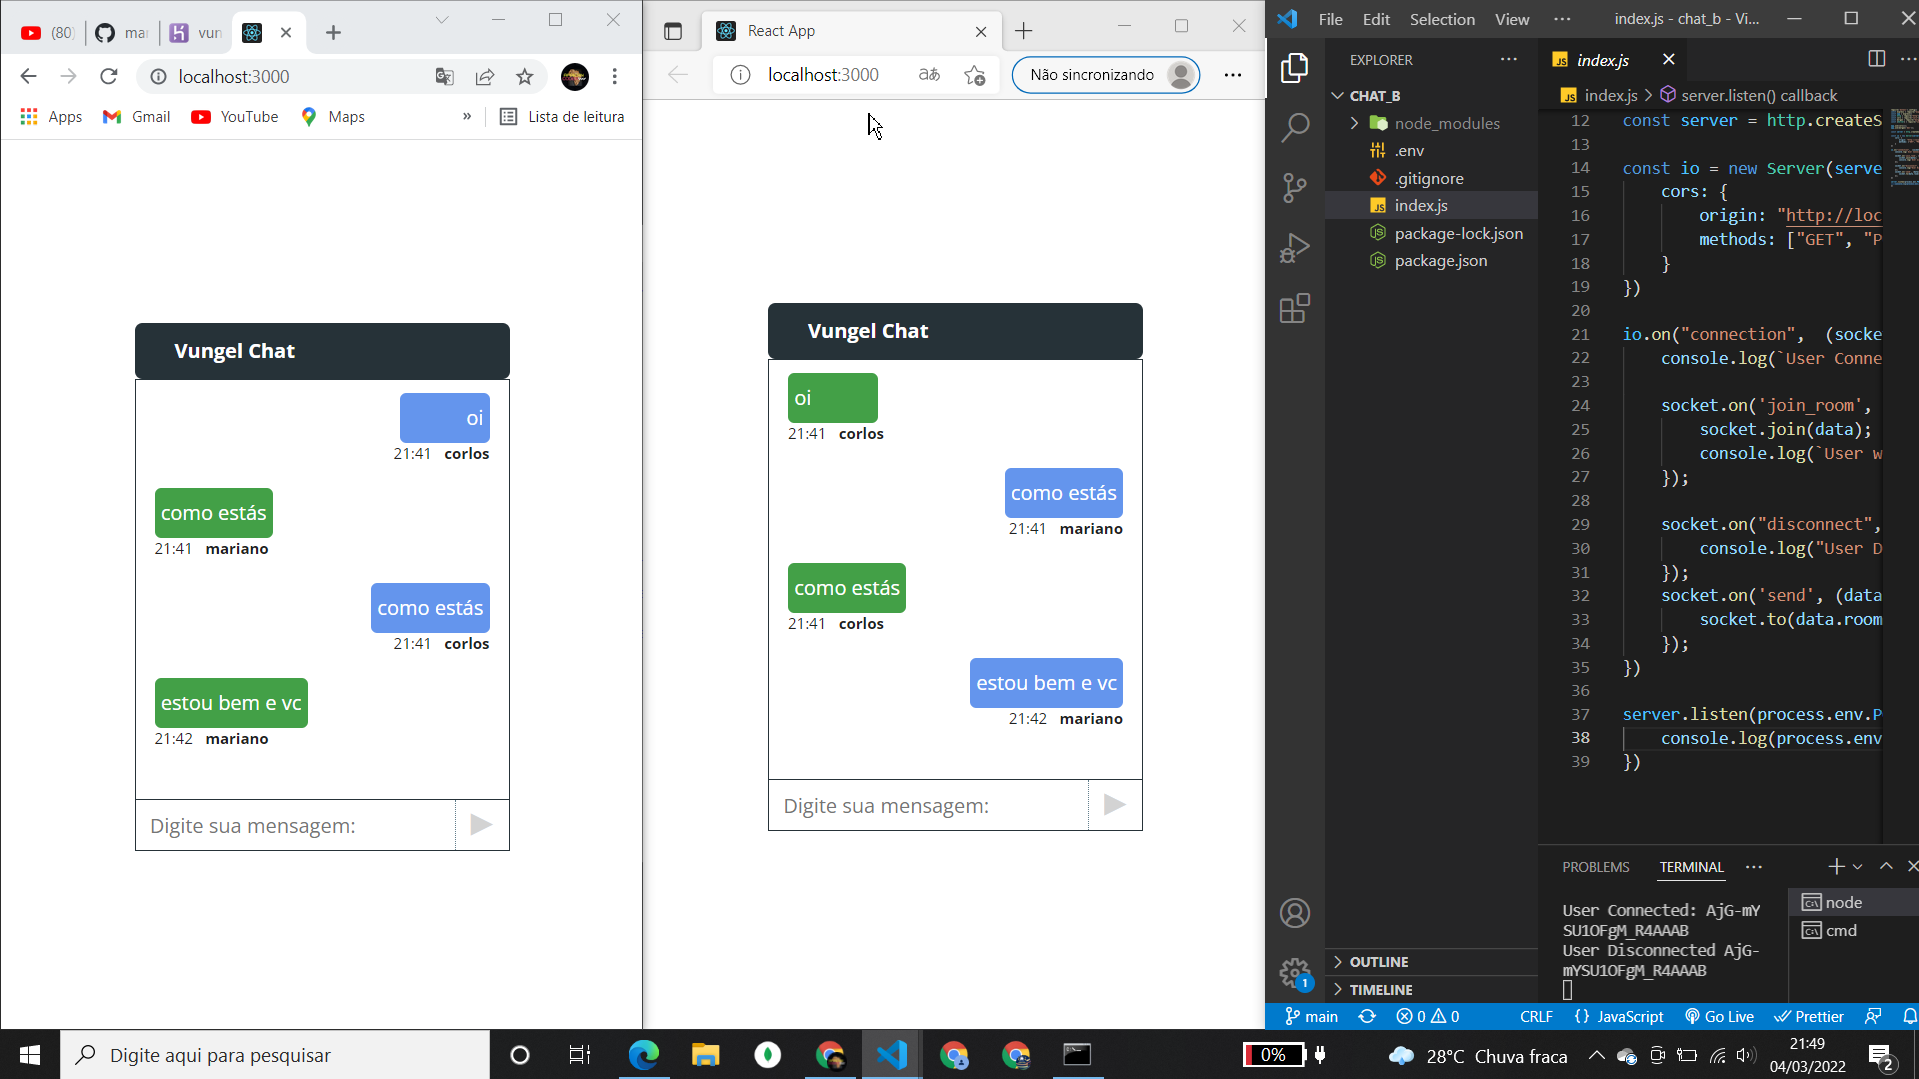 (80)
ma
vun
localhost:3000
Apps
Gmail
YouTube
Maps
»
Lista de leitura
Vungel Chat
oi
21:41 corlos
como estás
21:41 mariano
como estás
21:41 corlos
estou bem e vc
21:42 mariano
Digite sua mensagem:
React App
localhost:3000
aあ
Não sincronizando
Vungel Chat
oi
21:41 corlos
como estás
21:41 mariano
como estás
21:41 corlos
estou bem e vc
21:42 mariano
Digite sua mensagem:
File Edit Selection View ··· index.js - chat_b - Vi...
EXPLORER
CHAT_B
node_modules
.env
.gitignore
index.js
package-lock.json
package.json
OUTLINE
TIMELINE
index.js
index.js > server.listen() callback
12 const server = http.createS
13
14 const io = new Server(serve
15 cors: {
16 origin: "http://loc
17 methods: ["GET", "P
18 }
19 })
20
21 io.on("connection", (socke
22 console.log(`User Conne
23
24 socket.on('join_room',
25 socket.join(data);
26 console.log(`User w
27 });
28
29 socket.on("disconnect",
30 console.log("User D
31 });
32 socket.on('send', (data
33 socket.to(data.room
34 });
35 })
36
37 server.listen(process.env.P
38 console.log(process.env
39 })
PROBLEMS TERMINAL ···
User Connected: AjG-mY
SU1OFgM_R4AAAB
User Disconnected AjG-
mYSU1OFgM_R4AAAB
node
cmd
1
main 0 0 CRLF {} JavaScript Go Live Prettier
Digite aqui para pesquisar
0%
28°C Chuva fraca
21:49
04/03/2022
2